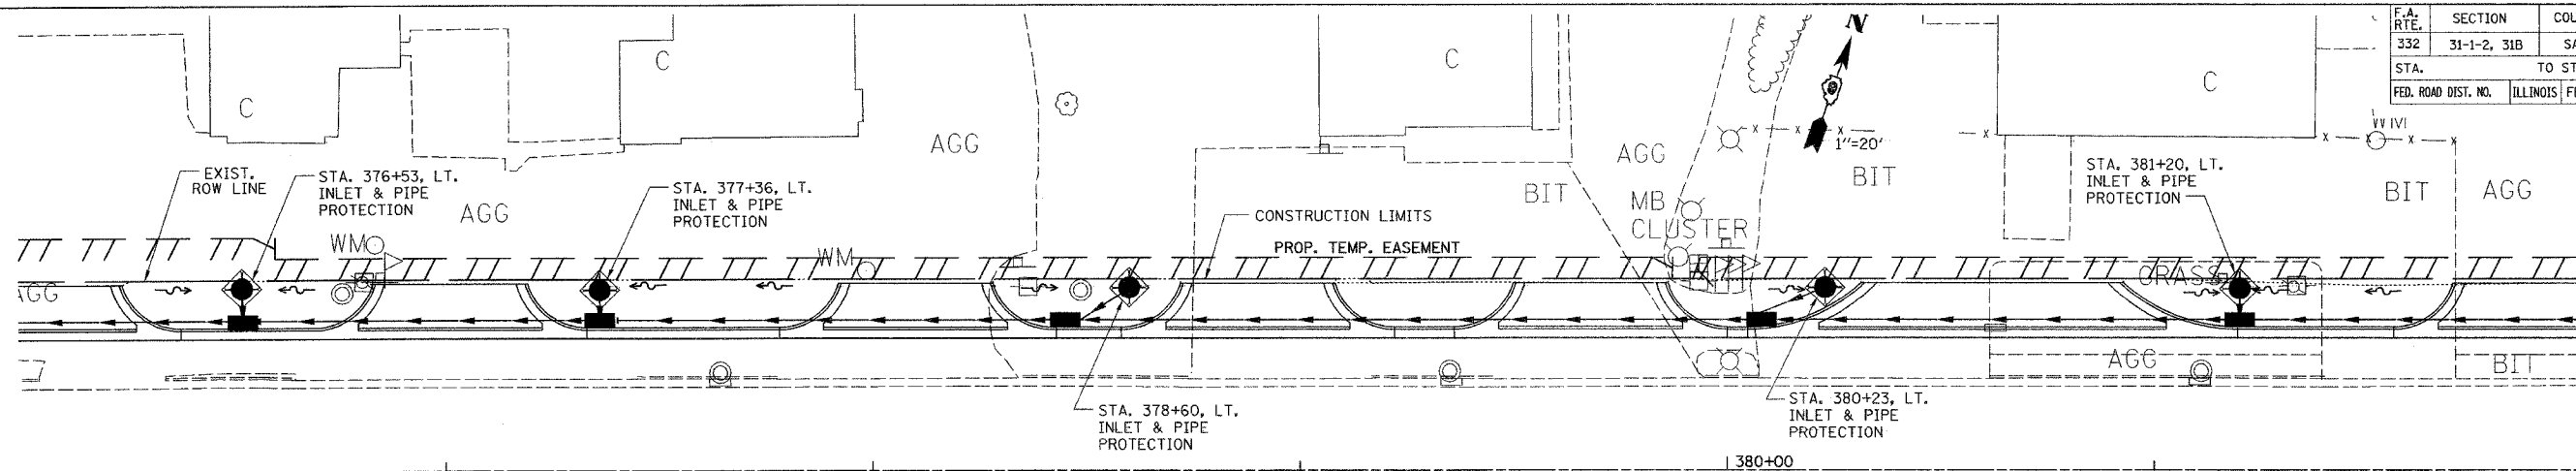 F.A. RTE. SECTION
332 31-1-2, 31B
STA. TO
FED. ROAD DIST. NO. ILLINOIS
N
1"=20'
C
C
C
C
AGG
AGG
BIT
BIT
BIT
AGG
EXIST.
ROW LINE
STA. 376+53, LT.
INLET & PIPE
PROTECTION
AGG
STA. 377+36, LT.
INLET & PIPE
PROTECTION
CONSTRUCTION LIMITS
PROP. TEMP. EASEMENT
MB
CLUSTER
STA. 381+20, LT.
INLET & PIPE
PROTECTION
WM
WM
GRASS
AGG
AGG
BIT
STA. 378+60, LT.
INLET & PIPE
PROTECTION
STA. 380+23, LT.
INLET & PIPE
PROTECTION
380+00